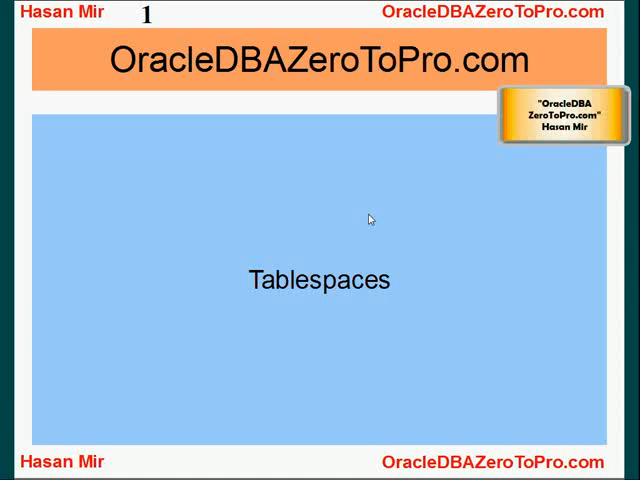 Hasan Mir 1 OracleDBAZeroToPro.com
OracleDBAZeroToPro.com
"OracleDBA
ZeroToPro.com"
Hasan Mir
Tablespaces
Hasan Mir OracleDBAZeroToPro.com